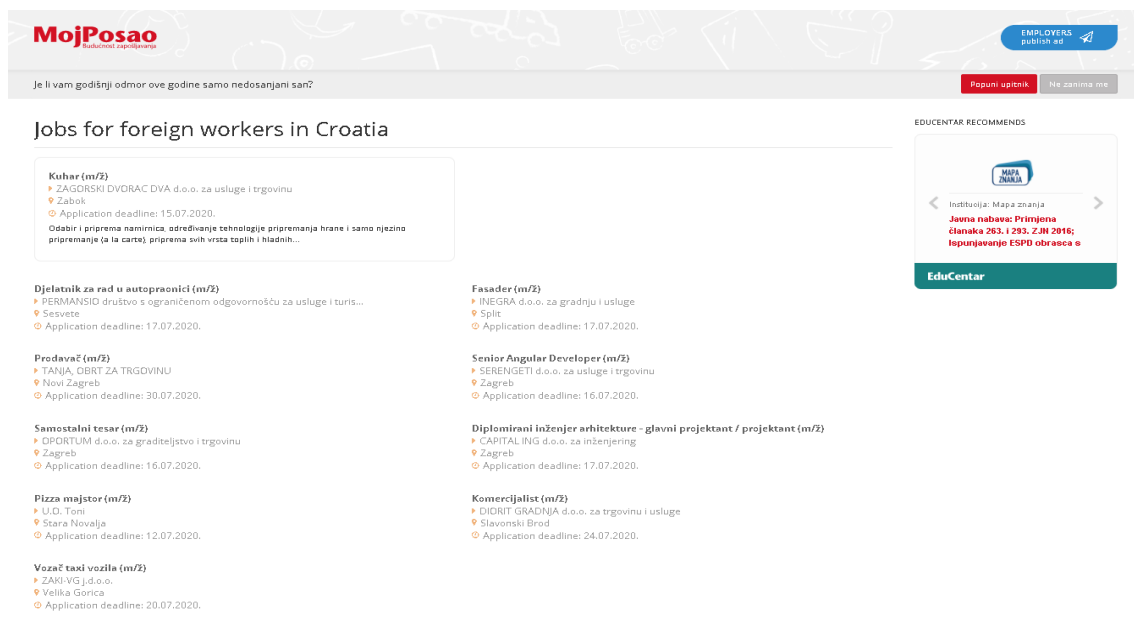 MojPosao
Budućnost zapošljavanja
EMPLOYERS
publish ad
Je li vam godišnji odmor ove godine samo nedosanjani san?
Popuni upitnik
Ne zanima me
Jobs for foreign workers in Croatia
Kuhar (m/ž)
ZAGORSKI DVORAC DVA d.o.o. za usluge i trgovinu
Zabok
Application deadline: 15.07.2020.
Odabir i priprema namirnica, određivanje tehnologije pripremanja hrane i samo njezino
pripremanje (a la carte), priprema svih vrsta toplih i hladnih...
Djelatnik za rad u autopraonici (m/ž)
PERMANSIO društvo s ograničenom odgovornošću za usluge i turis...
Sesvete
Application deadline: 17.07.2020.
Fasader (m/ž)
INEGRA d.o.o. za gradnju i usluge
Split
Application deadline: 17.07.2020.
Prodavač (m/ž)
TANJA, OBRT ZA TRGOVINU
Novi Zagreb
Application deadline: 30.07.2020.
Senior Angular Developer (m/ž)
SERENGETI d.o.o. za usluge i trgovinu
Zagreb
Application deadline: 16.07.2020.
Samostalni tesar (m/ž)
OPORTUM d.o.o. za graditeljstvo i trgovinu
Zagreb
Application deadline: 16.07.2020.
Diplomirani inženjer arhitekture - glavni projektant / projektant (m/ž)
CAPITAL ING d.o.o. za inženjering
Zagreb
Application deadline: 17.07.2020.
Pizza majstor (m/ž)
U.O. Toni
Stara Novalja
Application deadline: 12.07.2020.
Komercijalist (m/ž)
DIORIT GRADNJA d.o.o. za trgovinu i usluge
Slavonski Brod
Application deadline: 24.07.2020.
Vozač taxi vozila (m/ž)
ZAKI-VG j.d.o.o.
Velika Gorica
Application deadline: 20.07.2020.
EDUCENTAR RECOMMENDS
MAPA
ZNANJA
Institucija: Mapa znanja
Javna nabava: Primjena
članaka 263. i 293. ZJN 2016;
Ispunjavanje ESPD obrasca s
EduCentar